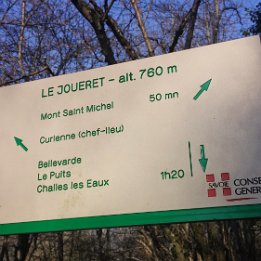 LE JOUERET - alt. 760 m
Mont Saint Michel 50 mn
Curienne (chef-lieu)
Bellevarde
Le Puits
Challes les Eaux 1h20
SAVOIE CONSE
GENER